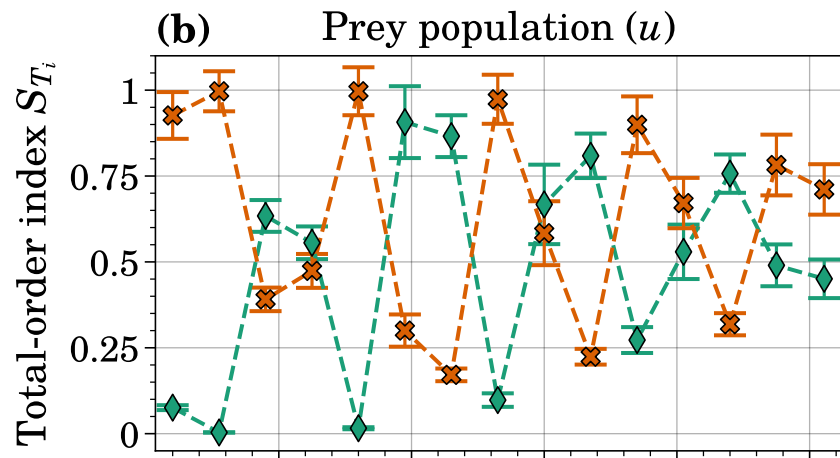 (b) Prey population (u)
Total-order index S_{T_i}
1
0.75
0.5
0.25
0